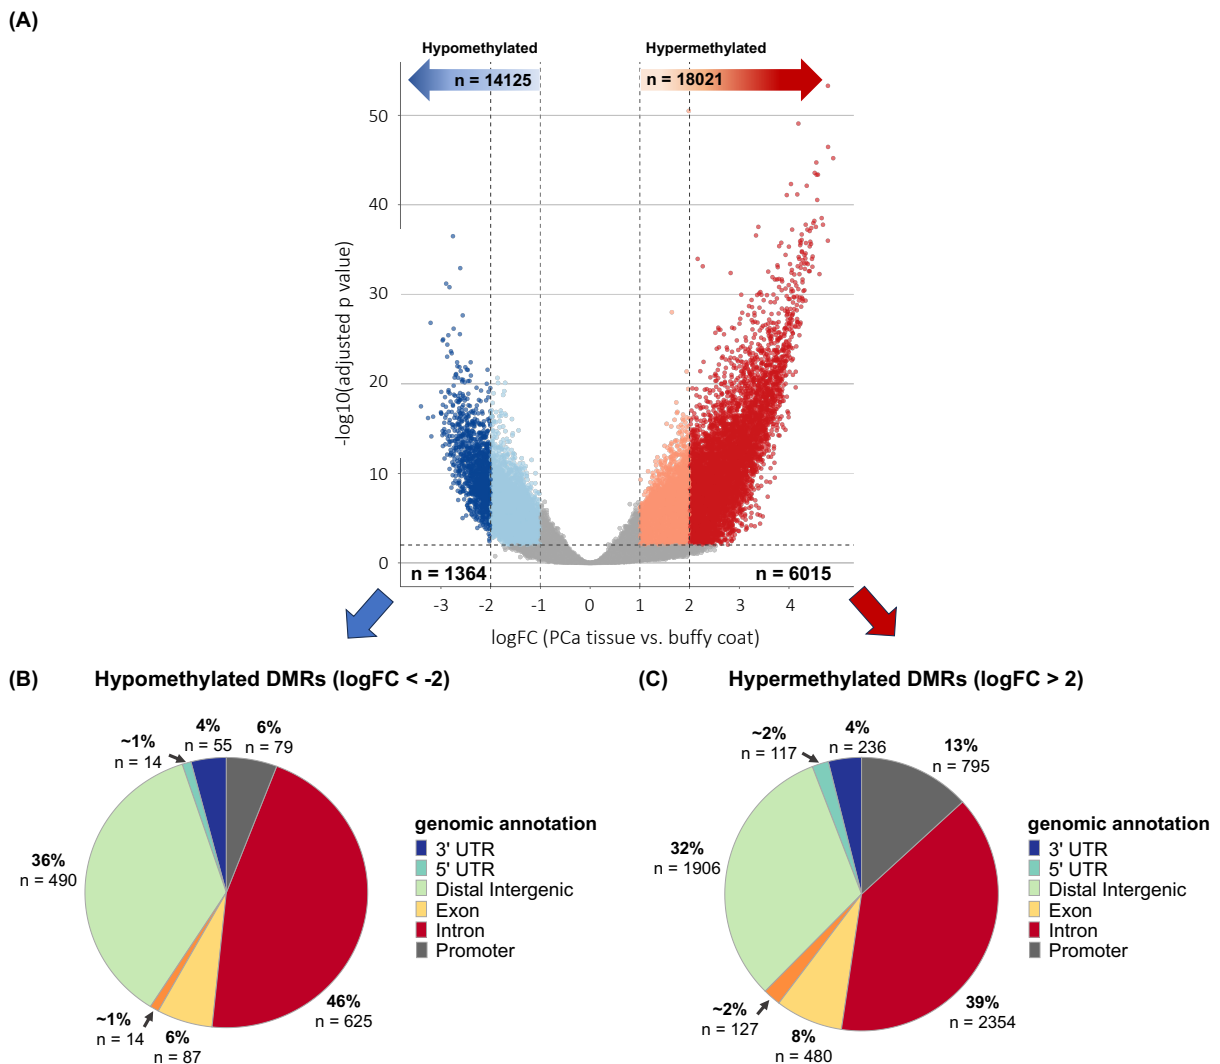 (A)
Hypomethylated
Hypermethylated
n = 14125
n = 18021
50
40
30
20
10
0
-log10(adjusted p value)
n = 1364
n = 6015
-3 -2 -1 0 1 2 3 4
logFC (PCa tissue vs. buffy coat)
(B) Hypomethylated DMRs (logFC < -2)
4%
n = 55
6%
n = 79
~1%
n = 14
36%
n = 490
~1%
n = 14
6%
n = 87
46%
n = 625
genomic annotation
3' UTR
5' UTR
Distal Intergenic
Exon
Intron
Promoter
(C) Hypermethylated DMRs (logFC > 2)
~2%
n = 117
4%
n = 236
13%
n = 795
32%
n = 1906
~2%
n = 127
8%
n = 480
39%
n = 2354
genomic annotation
3' UTR
5' UTR
Distal Intergenic
Exon
Intron
Promoter